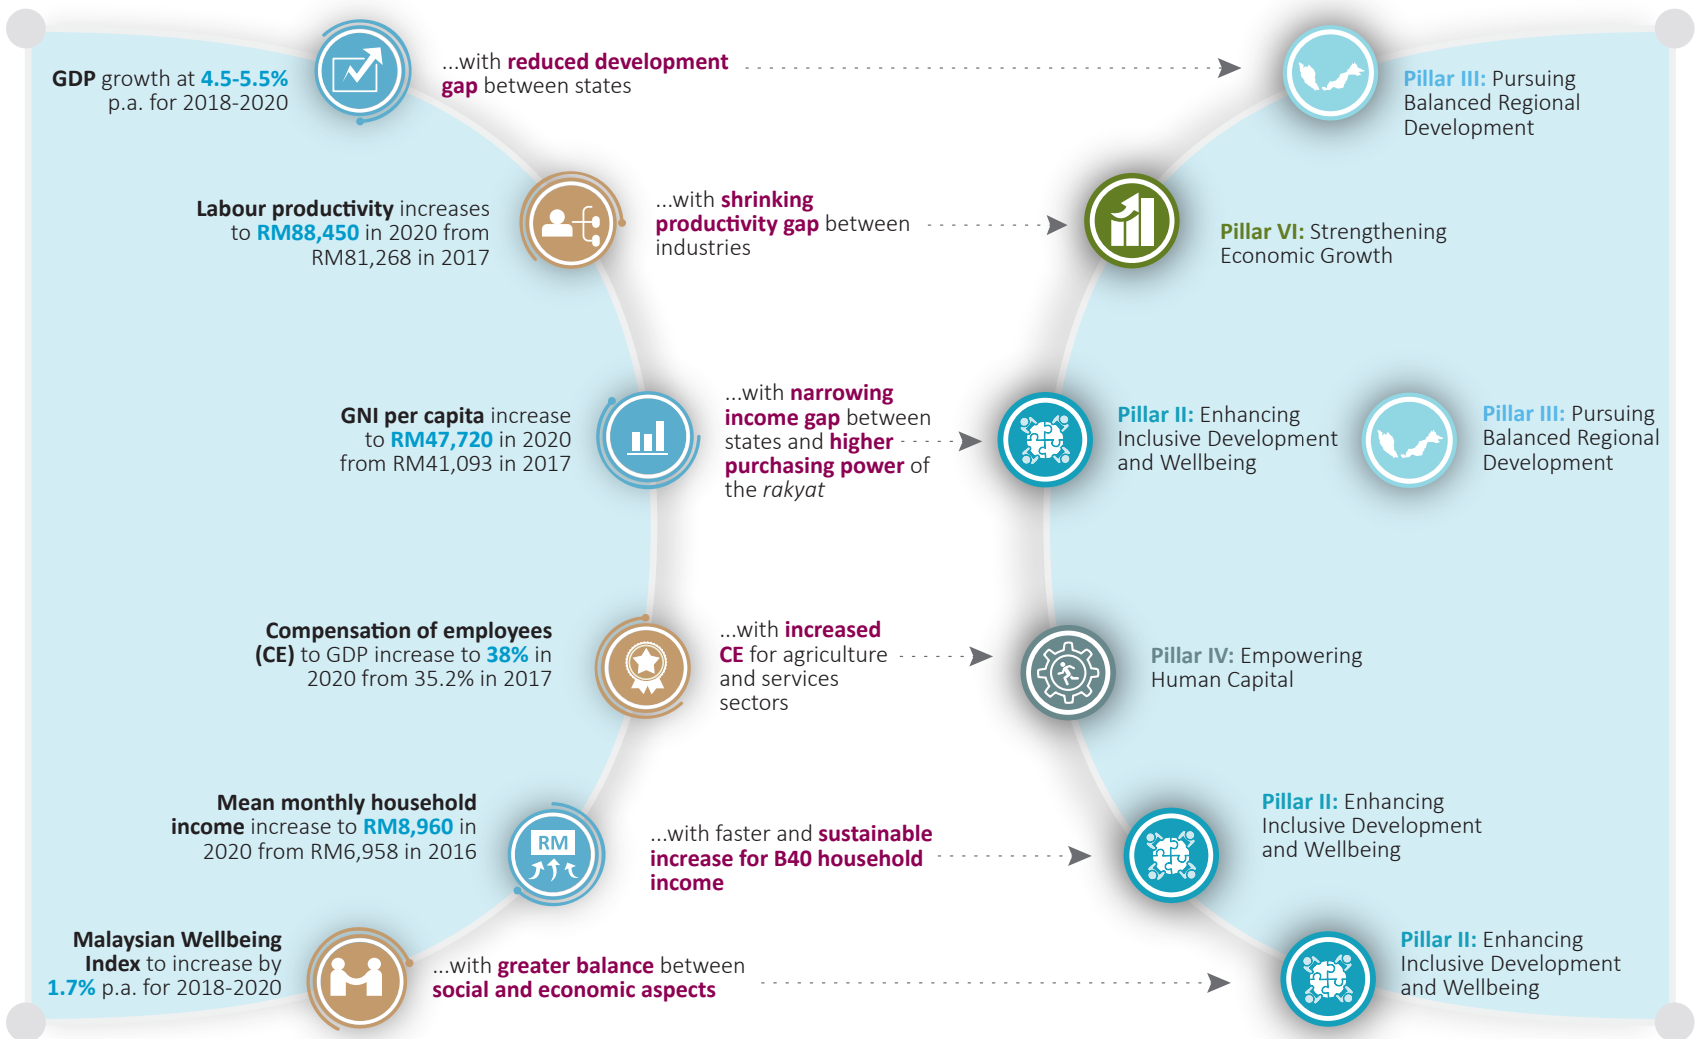 GDP growth at 4.5-5.5%
p.a. for 2018-2020
...with reduced development
gap between states
Pillar III: Pursuing
Balanced Regional
Development
Labour productivity increases
to RM88,450 in 2020 from
RM81,268 in 2017
...with shrinking
productivity gap between
industries
Pillar VI: Strengthening
Economic Growth
GNI per capita increase
to RM47,720 in 2020
from RM41,093 in 2017
...with narrowing
income gap between
states and higher
purchasing power of
the rakyat
Pillar II: Enhancing
Inclusive Development
and Wellbeing
Pillar III: Pursuing
Balanced Regional
Development
Compensation of employees
(CE) to GDP increase to 38% in
2020 from 35.2% in 2017
...with increased
CE for agriculture
and services
sectors
Pillar IV: Empowering
Human Capital
Mean monthly household
income increase to RM8,960 in
2020 from RM6,958 in 2016
RM
...with faster and sustainable
increase for B40 household
income
Pillar II: Enhancing
Inclusive Development
and Wellbeing
Malaysian Wellbeing
Index to increase by
1.7% p.a. for 2018-2020
...with greater balance between
social and economic aspects
Pillar II: Enhancing
Inclusive Development
and Wellbeing